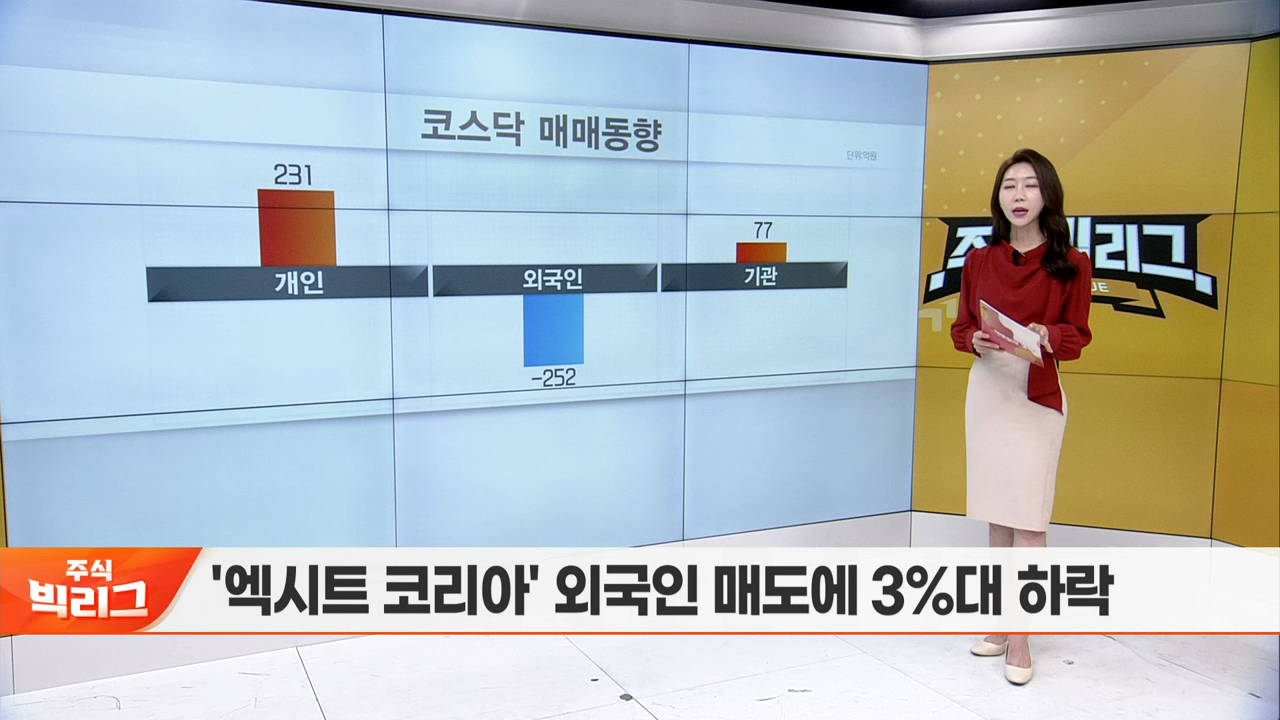 코스닥 매매동향
단위:억원
231
77
개인
외국인
기관
-252
리그
주식
빅리그
'엑시트 코리아' 외국인 매도에 3%대 하락